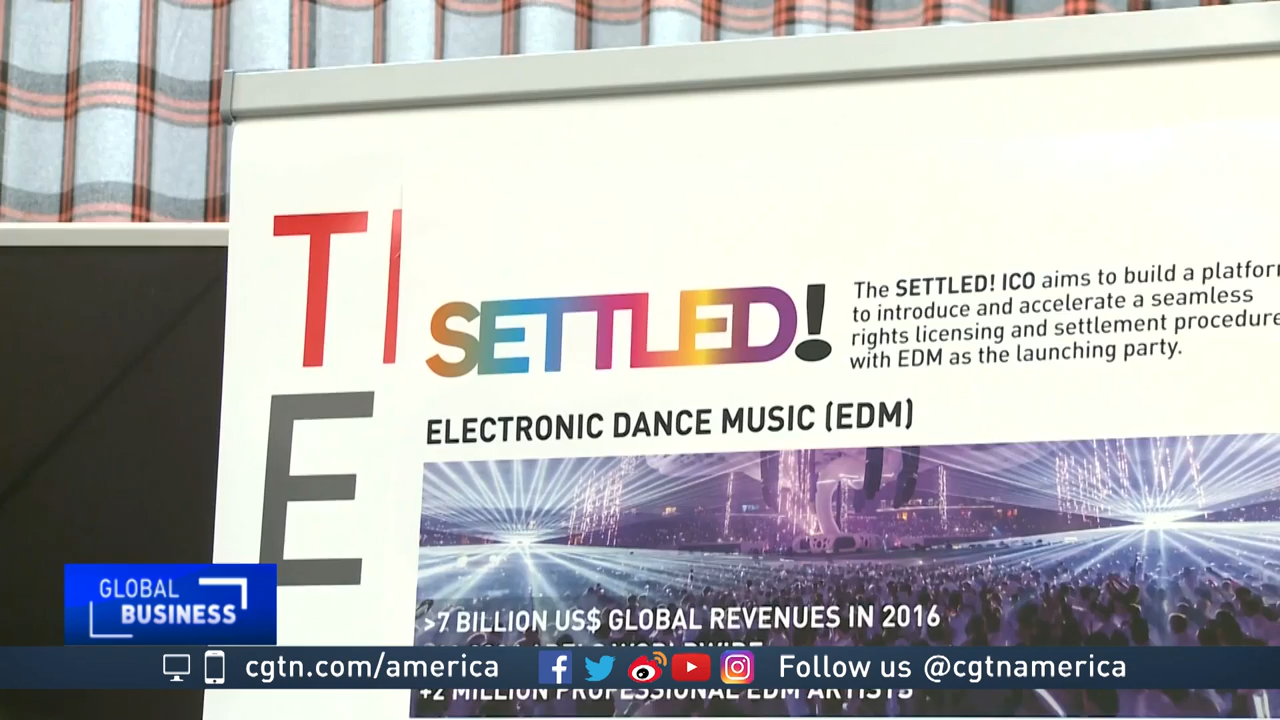 TI
E
SETTLED!
The SETTLED! ICO aims to build a
to introduce and accelerate a seamless
rights licensing and settlement
with EDM as the launching party.
ELECTRONIC DANCE MUSIC (EDM)
>7 BILLION US$ GLOBAL REVENUES IN 2016
+2 MILLION PROFESSIONAL EDM ARTISTS
GLOBAL
BUSINESS
cgtn.com/america
Follow us @cgtnamerica